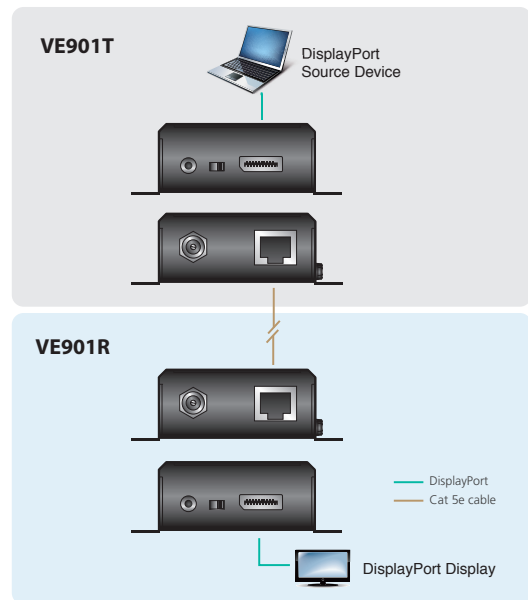 VE901T
DisplayPort
Source Device
VE901R
DisplayPort
Cat 5e cable
DisplayPort Display